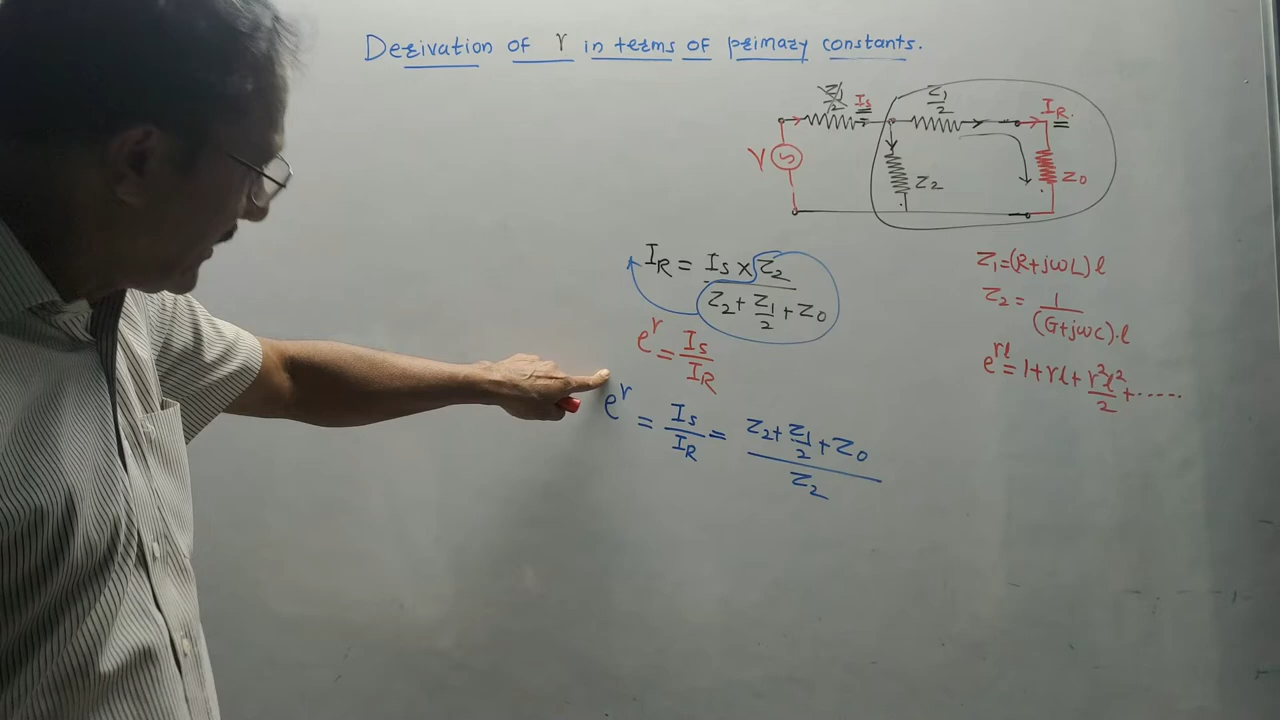 Derivation of γ in terms of primary constants.
Z1/2 Is Z1/2 IR
V Z2 Z0
IR = Is × Z2 / (Z2 + Z1/2 + Z0)
e^γ = Is/IR
e^γ = Is/IR = (Z2 + Z1/2 + Z0) / Z2
Z1 = (R+jωL) l
Z2 = 1/(G+jωc).l
e^γl = 1+γl+γ²l²/2+.....